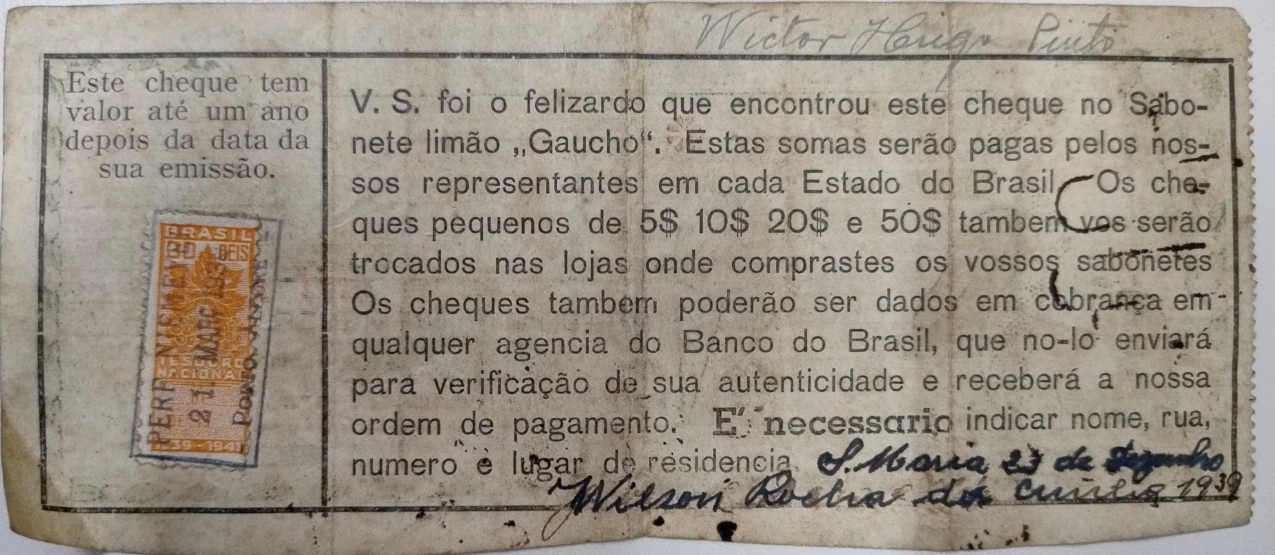 Wictor Hugo Pinto
Este cheque tem
valor até um ano
depois da data da
sua emissão.
BRASIL
REIS
TESOURO
NACIONAL
1939-1941
21 MAR
V. S. foi o felizardo que encontrou este cheque no Sabo-
nete limão „Gaucho“. Estas somas serão pagas pelos nos-
sos representantes em cada Estado do Brasil Os che-
ques pequenos de 5$ 10$ 20$ e 50$ tambem vos serão
trocados nas lojas onde comprastes os vossos sabonetes
Os cheques tambem poderão ser dados em cobrança em
qualquer agencia do Banco do Brasil, que no-lo enviará
para verificação de sua autenticidade e receberá a nossa
ordem de pagamento. E' necessario indicar nome, rua,
numero e lugar de residencia. S. Maria 23 de Dezembro
Wilson Rocha da Cunha 1939